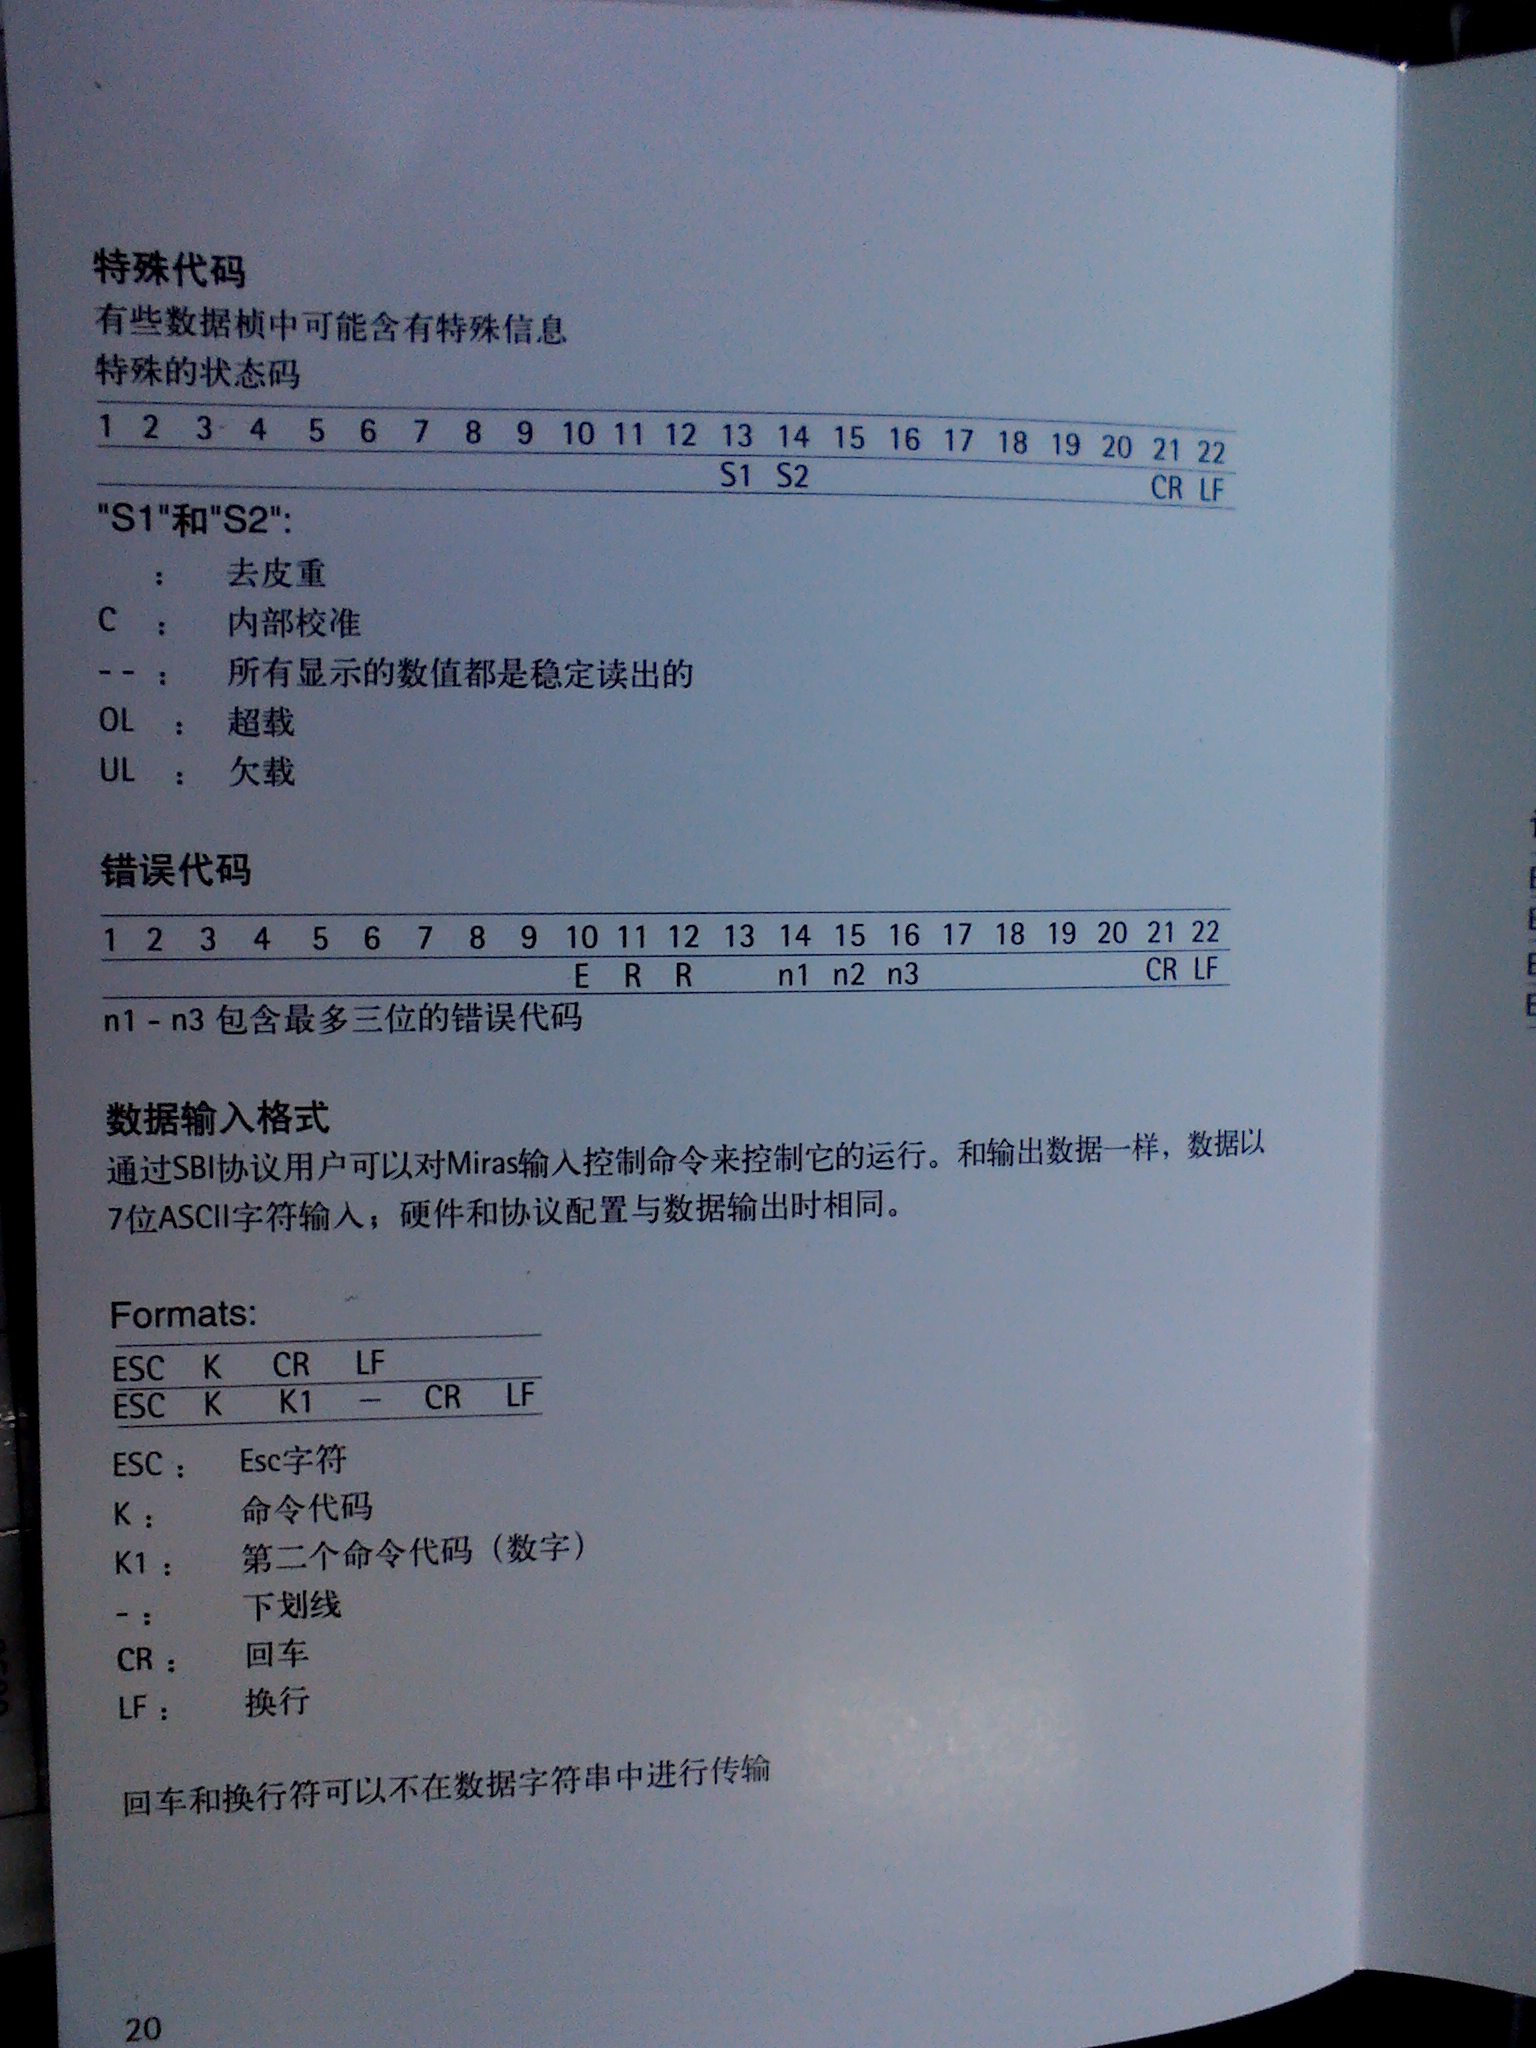 特殊代码
有些数据桢中可能含有特殊信息
特殊的状态码
1 2 3 4 5 6 7 8 9 10 11 12 13 14 15 16 17 18 19 20 21 22
S1 S2 CR LF
"S1"和"S2":
： 去皮重
C ： 内部校准
-- ： 所有显示的数值都是稳定读出的
OL ： 超载
UL ： 欠载
错误代码
1 2 3 4 5 6 7 8 9 10 11 12 13 14 15 16 17 18 19 20 21 22
E R R n1 n2 n3 CR LF
n1 - n3 包含最多三位的错误代码
数据输入格式
通过SBI协议用户可以对Miras输入控制命令来控制它的运行。和输出数据一样，数据以
7位ASCII字符输入；硬件和协议配置与数据输出时相同。
Formats:
ESC K CR LF
ESC K K1 — CR LF
ESC： Esc字符
K： 命令代码
K1： 第二个命令代码（数字）
-： 下划线
CR： 回车
LF： 换行
回车和换行符可以不在数据字符串中进行传输
20